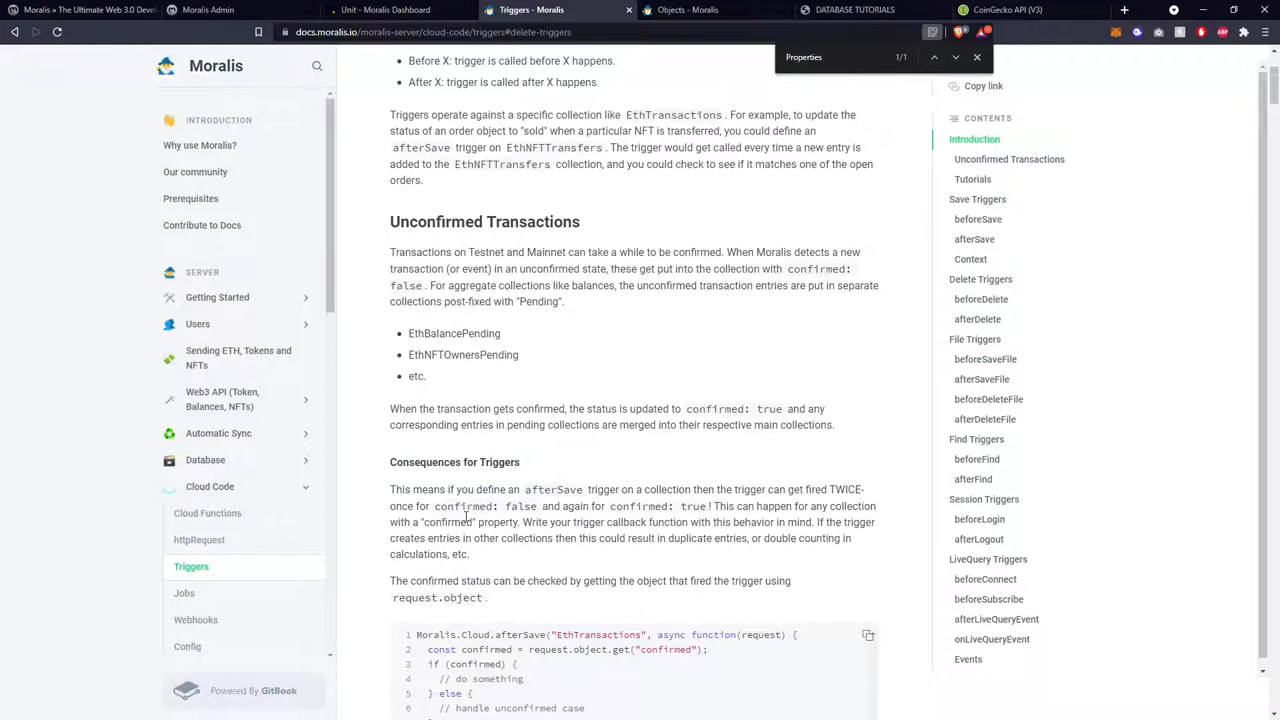 Moralis » The Ultimate Web 3.0 Dev
Moralis Admin
Unit - Moralis Dashboard
Triggers - Moralis
Objects - Moralis
DATABASE TUTORIALS
CoinGecko API (V3)
docs.moralis.io/moralis-server/cloud-code/triggers#delete-triggers
Properties
1/1
Moralis
INTRODUCTION
Why use Moralis?
Our community
Prerequisites
Contribute to Docs
SERVER
Getting Started
Users
Sending ETH, Tokens and
NFTs
Web3 API (Token,
Balances, NFTs)
Automatic Sync
Database
Cloud Code
Cloud Functions
httpRequest
Triggers
Jobs
Webhooks
Config
Powered By GitBook
Before X: trigger is called before X happens.
After X: trigger is called after X happens.
Triggers operate against a specific collection like EthTransactions. For example, to update the
status of an order object to "sold" when a particular NFT is transferred, you could define an
afterSave trigger on EthNFTTransfers. The trigger would get called every time a new entry is
added to the EthNFTTransfers collection, and you could check to see if it matches one of the open
orders.
Unconfirmed Transactions
Transactions on Testnet and Mainnet can take a while to be confirmed. When Moralis detects a new
transaction (or event) in an unconfirmed state, these get put into the collection with confirmed:
false. For aggregate collections like balances, the unconfirmed transaction entries are put in separate
collections post-fixed with "Pending".
EthBalancePending
EthNFTOwnersPending
etc.
When the transaction gets confirmed, the status is updated to confirmed: true and any
corresponding entries in pending collections are merged into their respective main collections.
Consequences for Triggers
This means if you define an afterSave trigger on a collection then the trigger can get fired TWICE-
once for confirmed: false and again for confirmed: true! This can happen for any collection
with a "confirmed" property. Write your trigger callback function with this behavior in mind. If the trigger
creates entries in other collections then this could result in duplicate entries, or double counting in
calculations, etc.
The confirmed status can be checked by getting the object that fired the trigger using
request.object.
1 Moralis.Cloud.afterSave("EthTransactions", async function(request) {
2 const confirmed = request.object.get("confirmed");
3 if (confirmed) {
4 // do something
5 } else {
6 // handle unconfirmed case
Copy link
CONTENTS
Introduction
Unconfirmed Transactions
Tutorials
Save Triggers
beforeSave
afterSave
Context
Delete Triggers
beforeDelete
afterDelete
File Triggers
beforeSaveFile
afterSaveFile
beforeDeleteFile
afterDeleteFile
Find Triggers
beforeFind
afterFind
Session Triggers
beforeLogin
afterLogout
LiveQuery Triggers
beforeConnect
beforeSubscribe
afterLiveQueryEvent
onLiveQueryEvent
Events